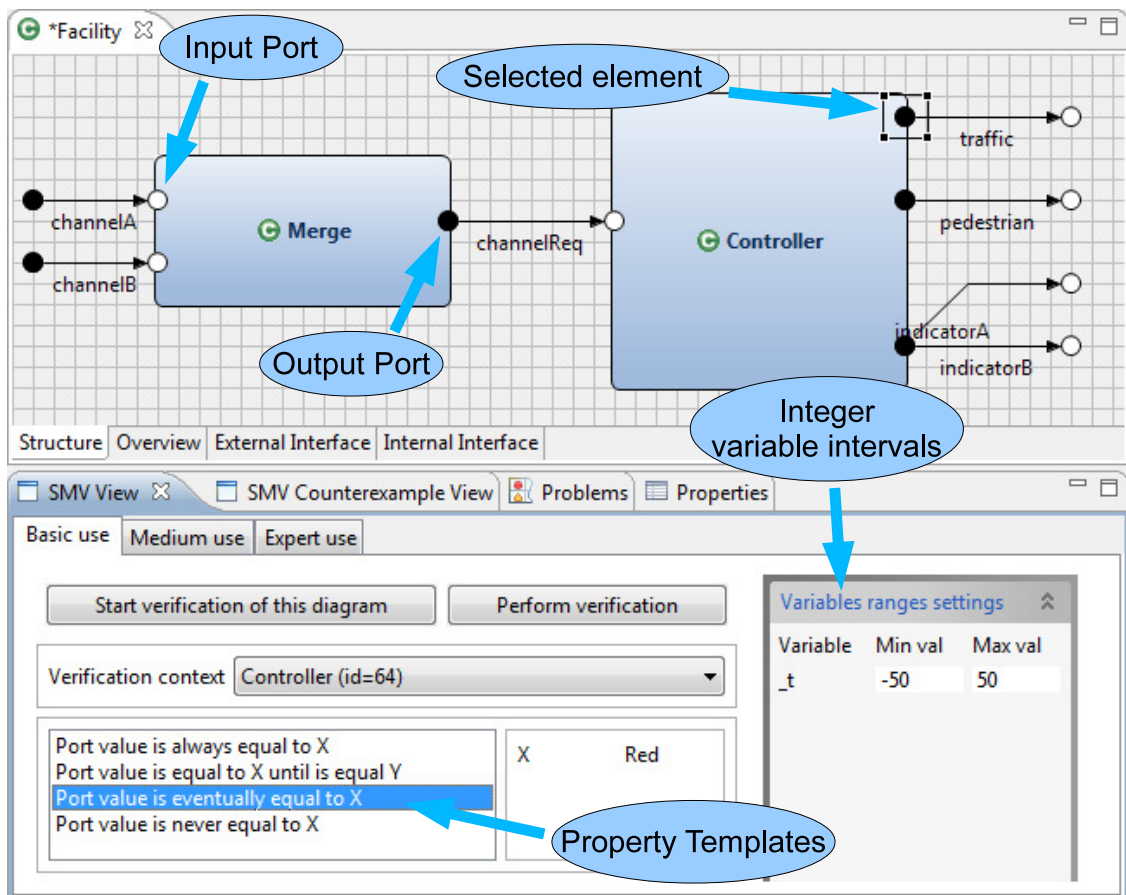 *Facility
Input Port
Selected element
traffic
channelA
Merge
channelReq
Controller
pedestrian
channelB
indicatorA
Output Port
indicatorB
Integer
variable intervals
Structure Overview External Interface Internal Interface
SMV View SMV Counterexample View Problems Properties
Basic use Medium use Expert use
Start verification of this diagram Perform verification
Variables ranges settings
Variable Min val Max val
_t -50 50
Verification context Controller (id=64)
Port value is always equal to X
Port value is equal to X until is equal Y
Port value is eventually equal to X
Port value is never equal to X
X Red
Property Templates